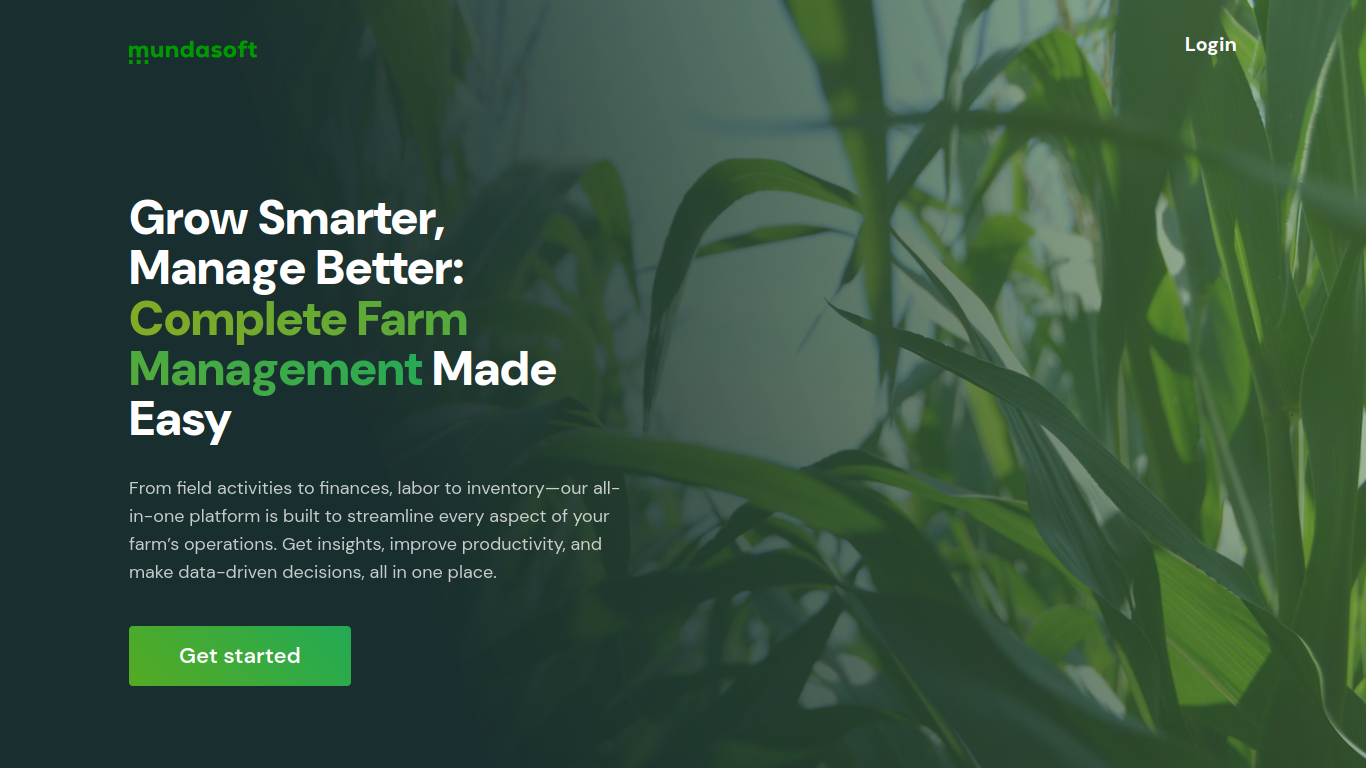 mundasoft
Login
Grow Smarter,
Manage Better:
Complete Farm
Management Made
Easy
From field activities to finances, labor to inventory—our all-
in-one platform is built to streamline every aspect of your
farm’s operations. Get insights, improve productivity, and
make data-driven decisions, all in one place.
Get started